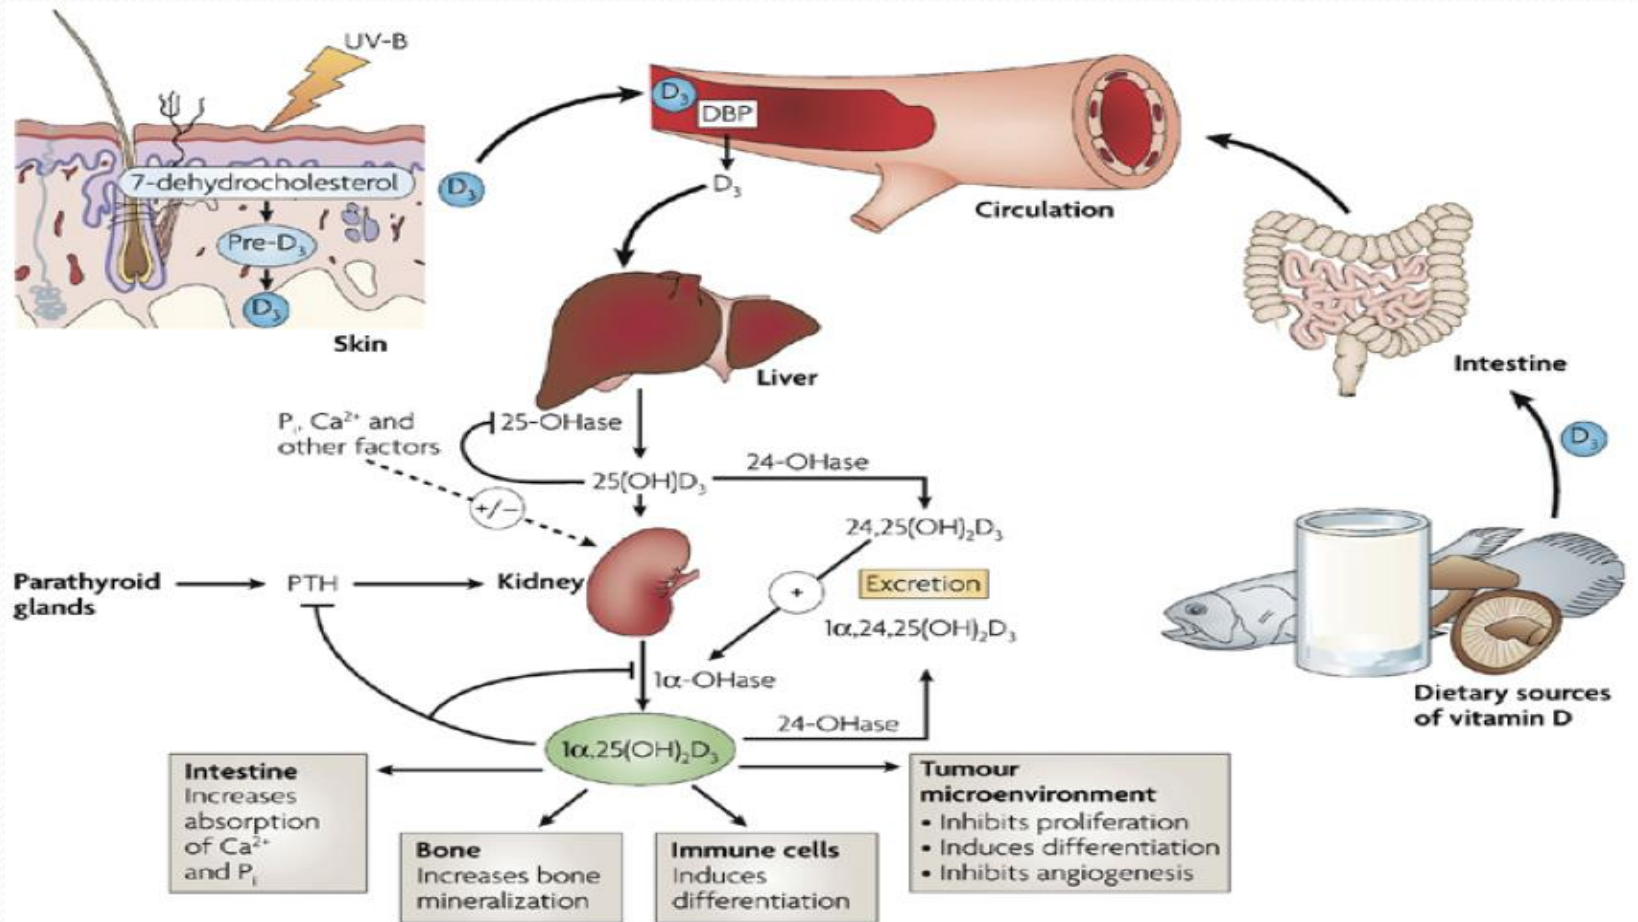 UV-B
7-dehydrocholesterol
Pre-D₃
D₃
Skin
D₃
D₃
DBP
D₃
Circulation
Liver
Intestine
D₃
Dietary sources
of vitamin D
Pᵢ, Ca²⁺ and
other factors
+/−
25-OHase
25(OH)D₃
24-OHase
24,25(OH)₂D₃
Excretion
1α,24,25(OH)₂D₃
+
Parathyroid
glands
PTH
Kidney
1α-OHase
24-OHase
1α,25(OH)₂D₃
Intestine
Increases
absorption
of Ca²⁺
and Pᵢ
Bone
Increases bone
mineralization
Immune cells
Induces
differentiation
Tumour
microenvironment
• Inhibits proliferation
• Induces differentiation
• Inhibits angiogenesis